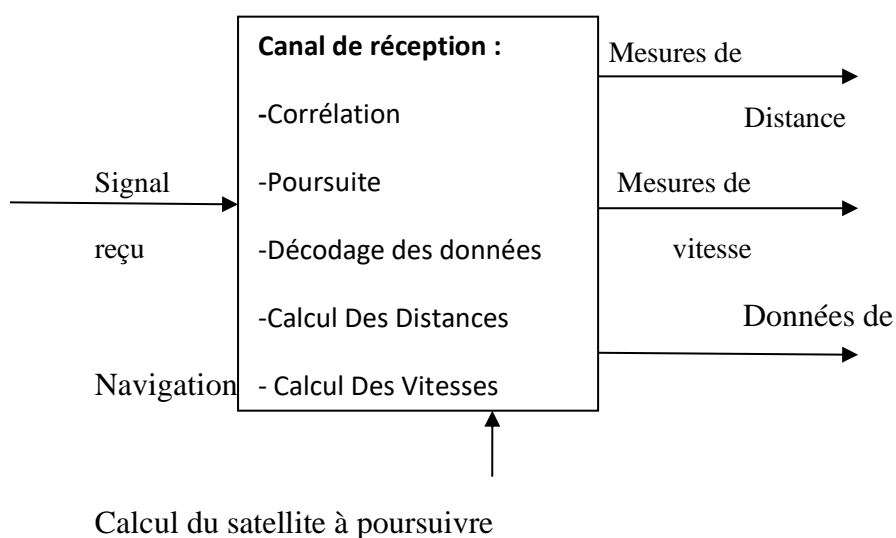 Canal de réception :
Mesures de
-Corrélation
Distance
Signal
-Poursuite
Mesures de
reçu
-Décodage des données
vitesse
-Calcul Des Distances
Données de
Navigation
- Calcul Des Vitesses
Calcul du satellite à poursuivre